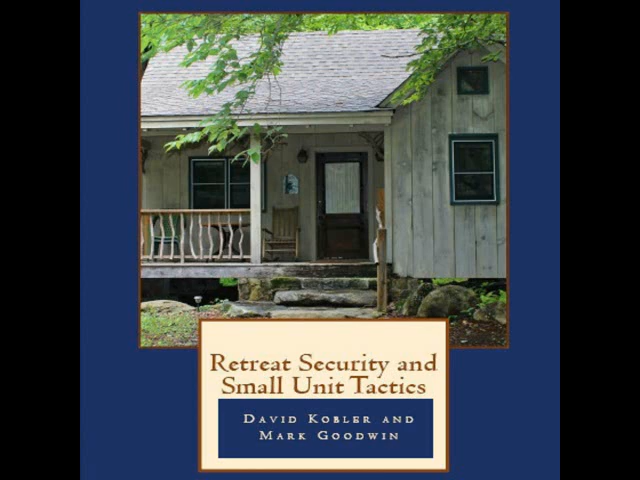 Retreat Security and
Small Unit Tactics
David Kobler and
Mark Goodwin